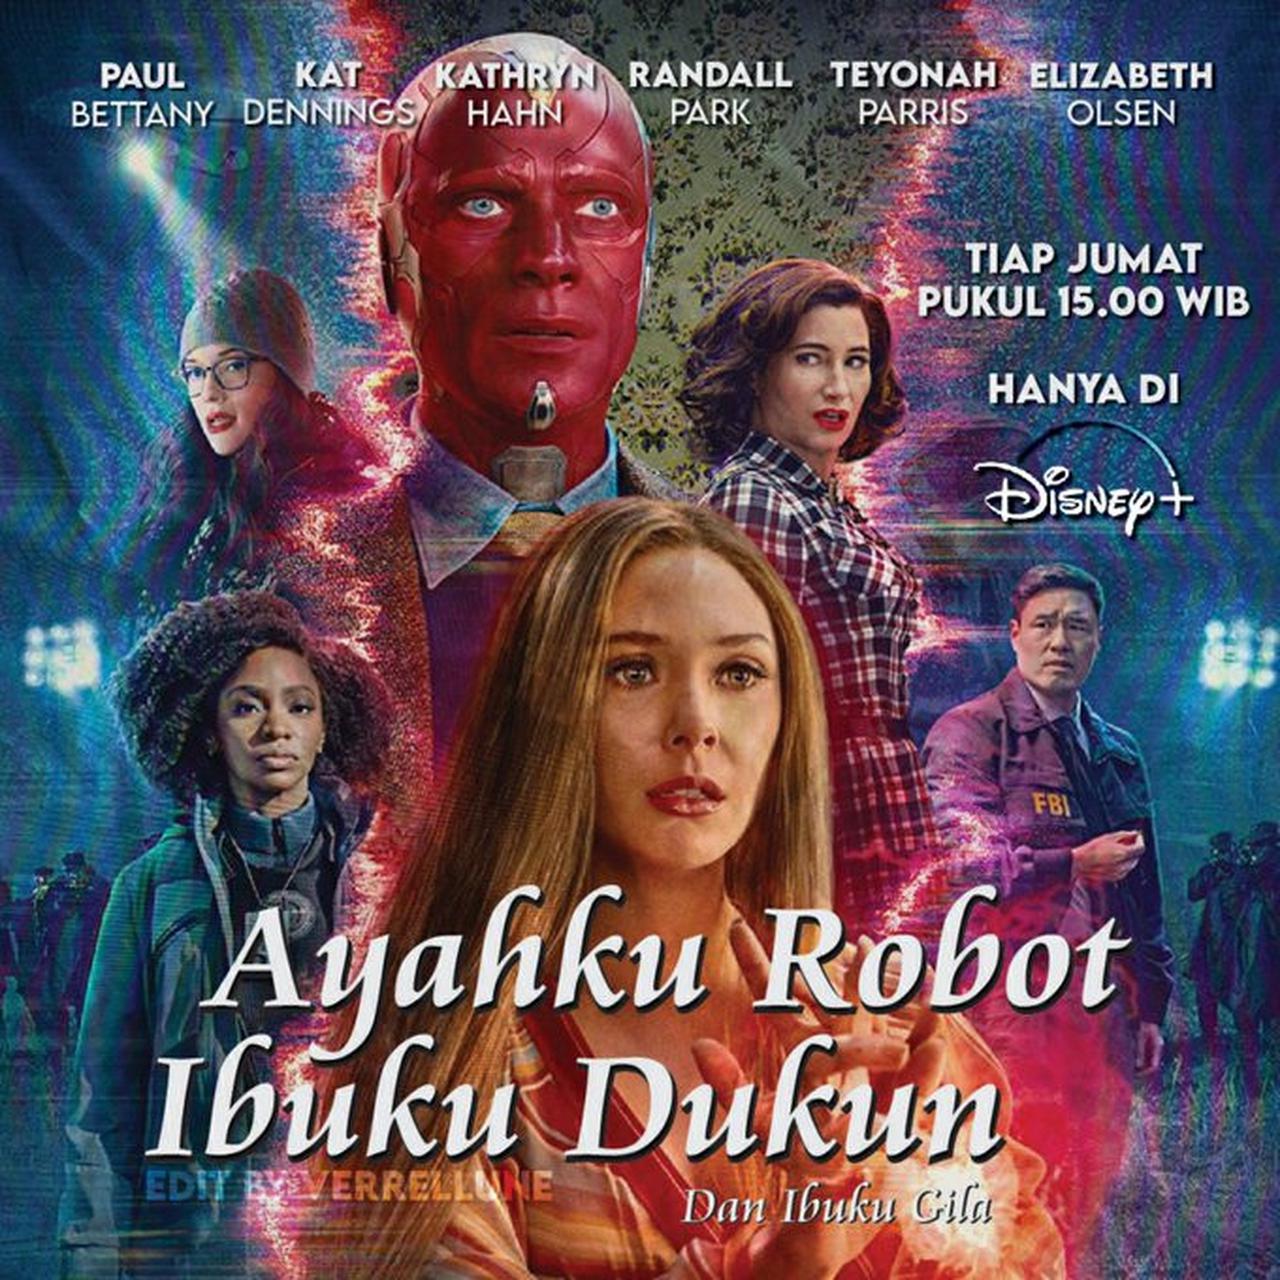 PAUL BETTANY
KAT DENNINGS
KATHRYN HAHN
RANDALL PARK
TEYONAH PARRIS
ELIZABETH OLSEN
TIAP JUMAT
PUKUL 15.00 WIB
HANYA DI
Disney+
FBI
Ayahku Robot
Ibuku Dukun
EDIT BY VERRELLUNE
Dan Ibuku Gila